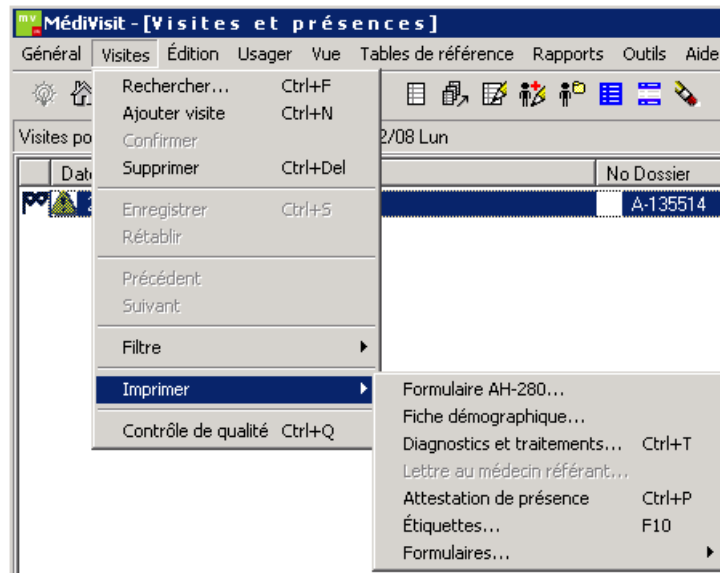 mv MédiVisit - [Visites et présences]
Général Visites Édition Usager Vue Tables de référence Rapports Outils Aide
Rechercher... Ctrl+F
Ajouter visite Ctrl+N
Confirmer
Supprimer Ctrl+Del
Enregistrer Ctrl+S
Rétablir
Précédent
Suivant
Filtre
Imprimer
Contrôle de qualité Ctrl+Q
Visites po 2/08 Lun
Dat No Dossier
A-135514
Formulaire AH-280...
Fiche démographique...
Diagnostics et traitements... Ctrl+T
Lettre au médecin référant...
Attestation de présence Ctrl+P
Étiquettes... F10
Formulaires...